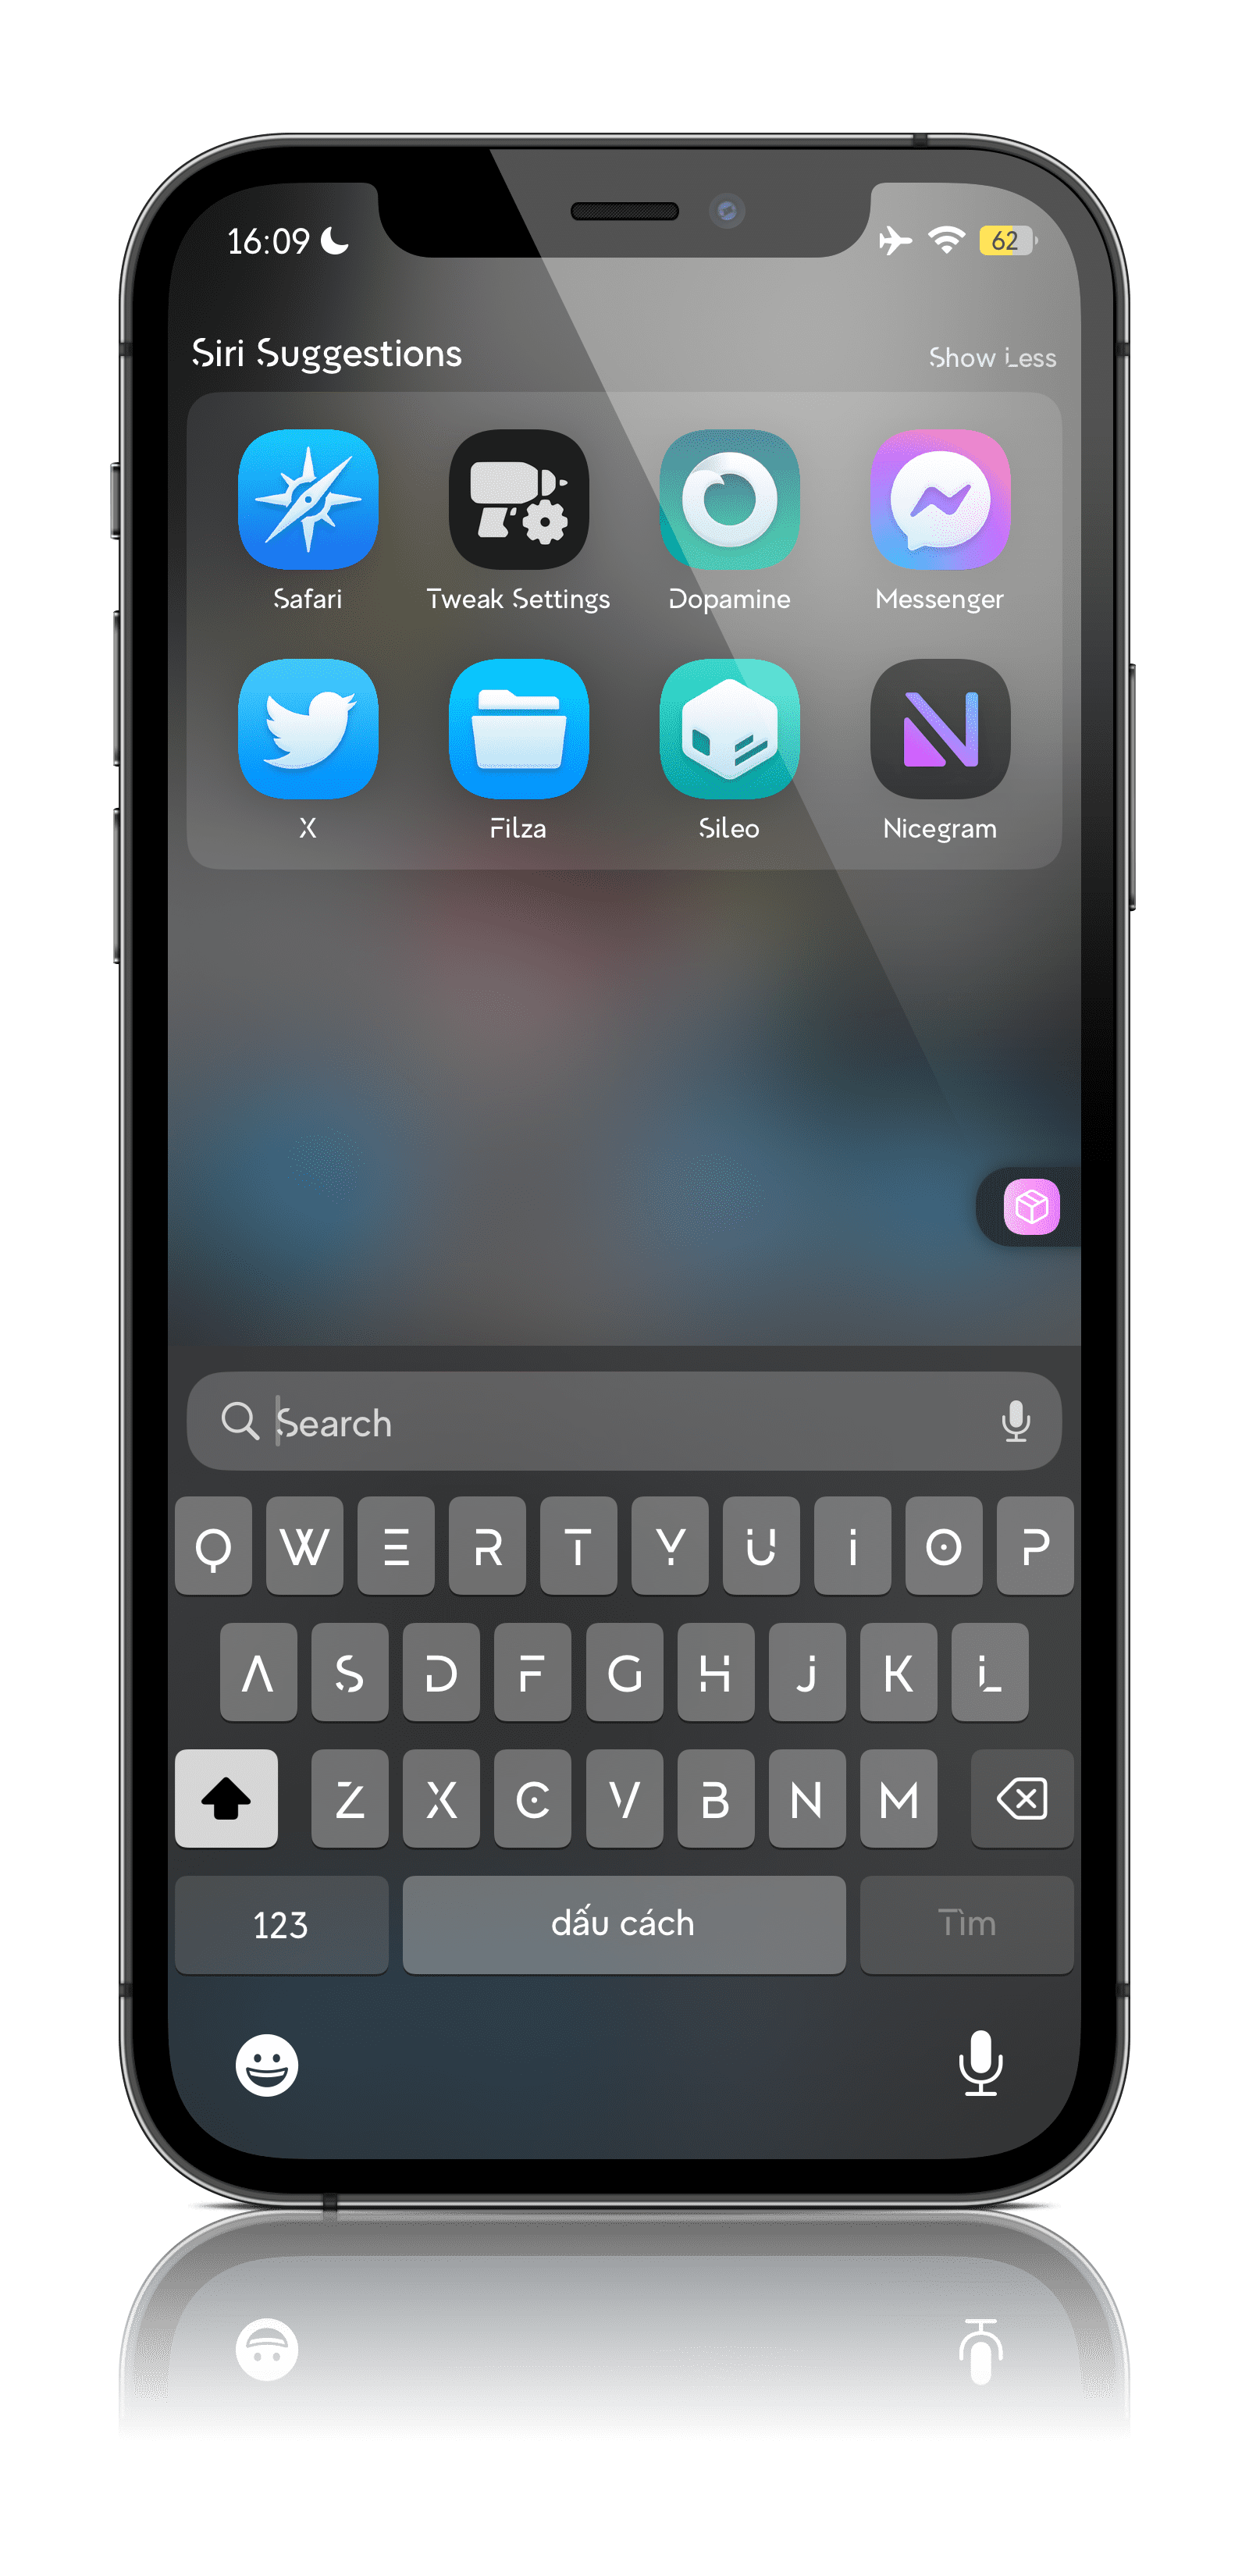 16:09 62
Siri Suggestions Show Less
Safari Tweak Settings Dopamine Messenger
X Filza Sileo Nicegram
Search
Q W E R T Y U I O P
A S D F G H J K L
Z X C V B N M
123 dấu cách Tìm